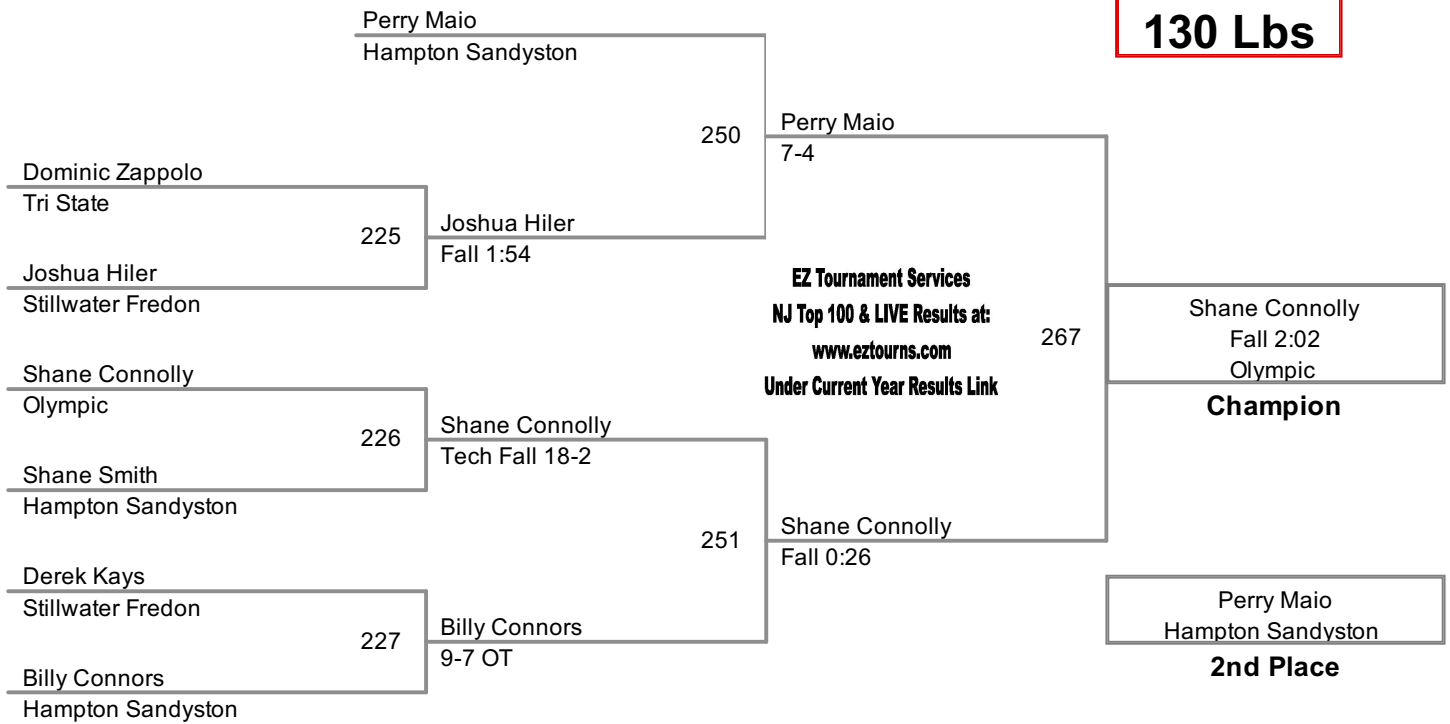 Perry Maio
Hampton Sandyston
130 Lbs
250
Perry Maio
7-4
Dominic Zappolo
Tri State
225
Joshua Hiler
Fall 1:54
Joshua Hiler
Stillwater Fredon
EZ Tournament Services
NJ Top 100 & LIVE Results at:
www.eztourns.com
Under Current Year Results Link
267
Shane Connolly
Fall 2:02
Olympic
Champion
Shane Connolly
Olympic
226
Shane Connolly
Tech Fall 18-2
Shane Smith
Hampton Sandyston
251
Shane Connolly
Fall 0:26
Derek Kays
Stillwater Fredon
227
Billy Connors
9-7 OT
Billy Connors
Hampton Sandyston
Perry Maio
Hampton Sandyston
2nd Place